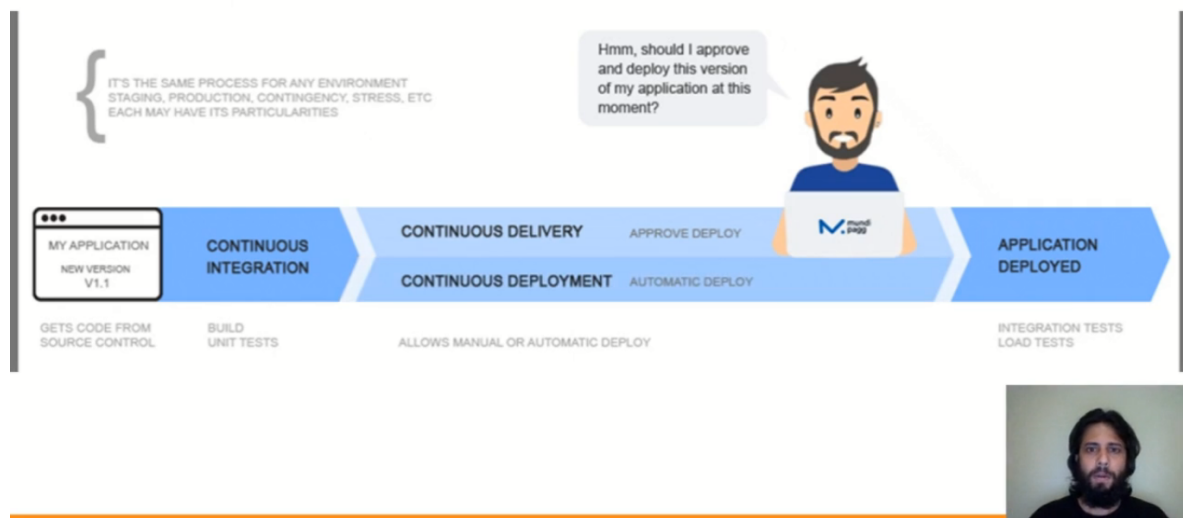 IT'S THE SAME PROCESS FOR ANY ENVIRONMENT
STAGING, PRODUCTION, CONTINGENCY, STRESS, ETC
EACH MAY HAVE ITS PARTICULARITIES
Hmm, should I approve
and deploy this version
of my application at this
moment?
MY APPLICATION
NEW VERSION
V1.1
CONTINUOUS
INTEGRATION
CONTINUOUS DELIVERY APPROVE DEPLOY
CONTINUOUS DEPLOYMENT AUTOMATIC DEPLOY
mundi
pagg
APPLICATION
DEPLOYED
GETS CODE FROM
SOURCE CONTROL
BUILD
UNIT TESTS
ALLOWS MANUAL OR AUTOMATIC DEPLOY
INTEGRATION TESTS
LOAD TESTS